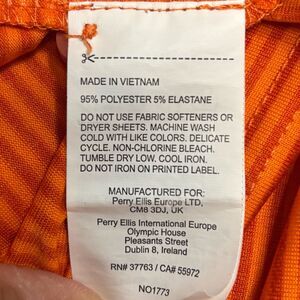 MADE IN VIETNAM
95% POLYESTER 5% ELASTANE
DO NOT USE FABRIC SOFTENERS OR
DRYER SHEETS. MACHINE WASH
COLD WITH LIKE COLORS. DELICATE
CYCLE. NON-CHLORINE BLEACH.
TUMBLE DRY LOW. COOL IRON.
DO NOT IRON ON PRINTED LABEL.
MANUFACTURED FOR:
Perry Ellis Europe LTD,
CM8 3DJ, UK
Perry Ellis International Europe
Olympic House
Pleasants Street
Dublin 8, Ireland
RN# 37763 / CA# 55972
NO1773